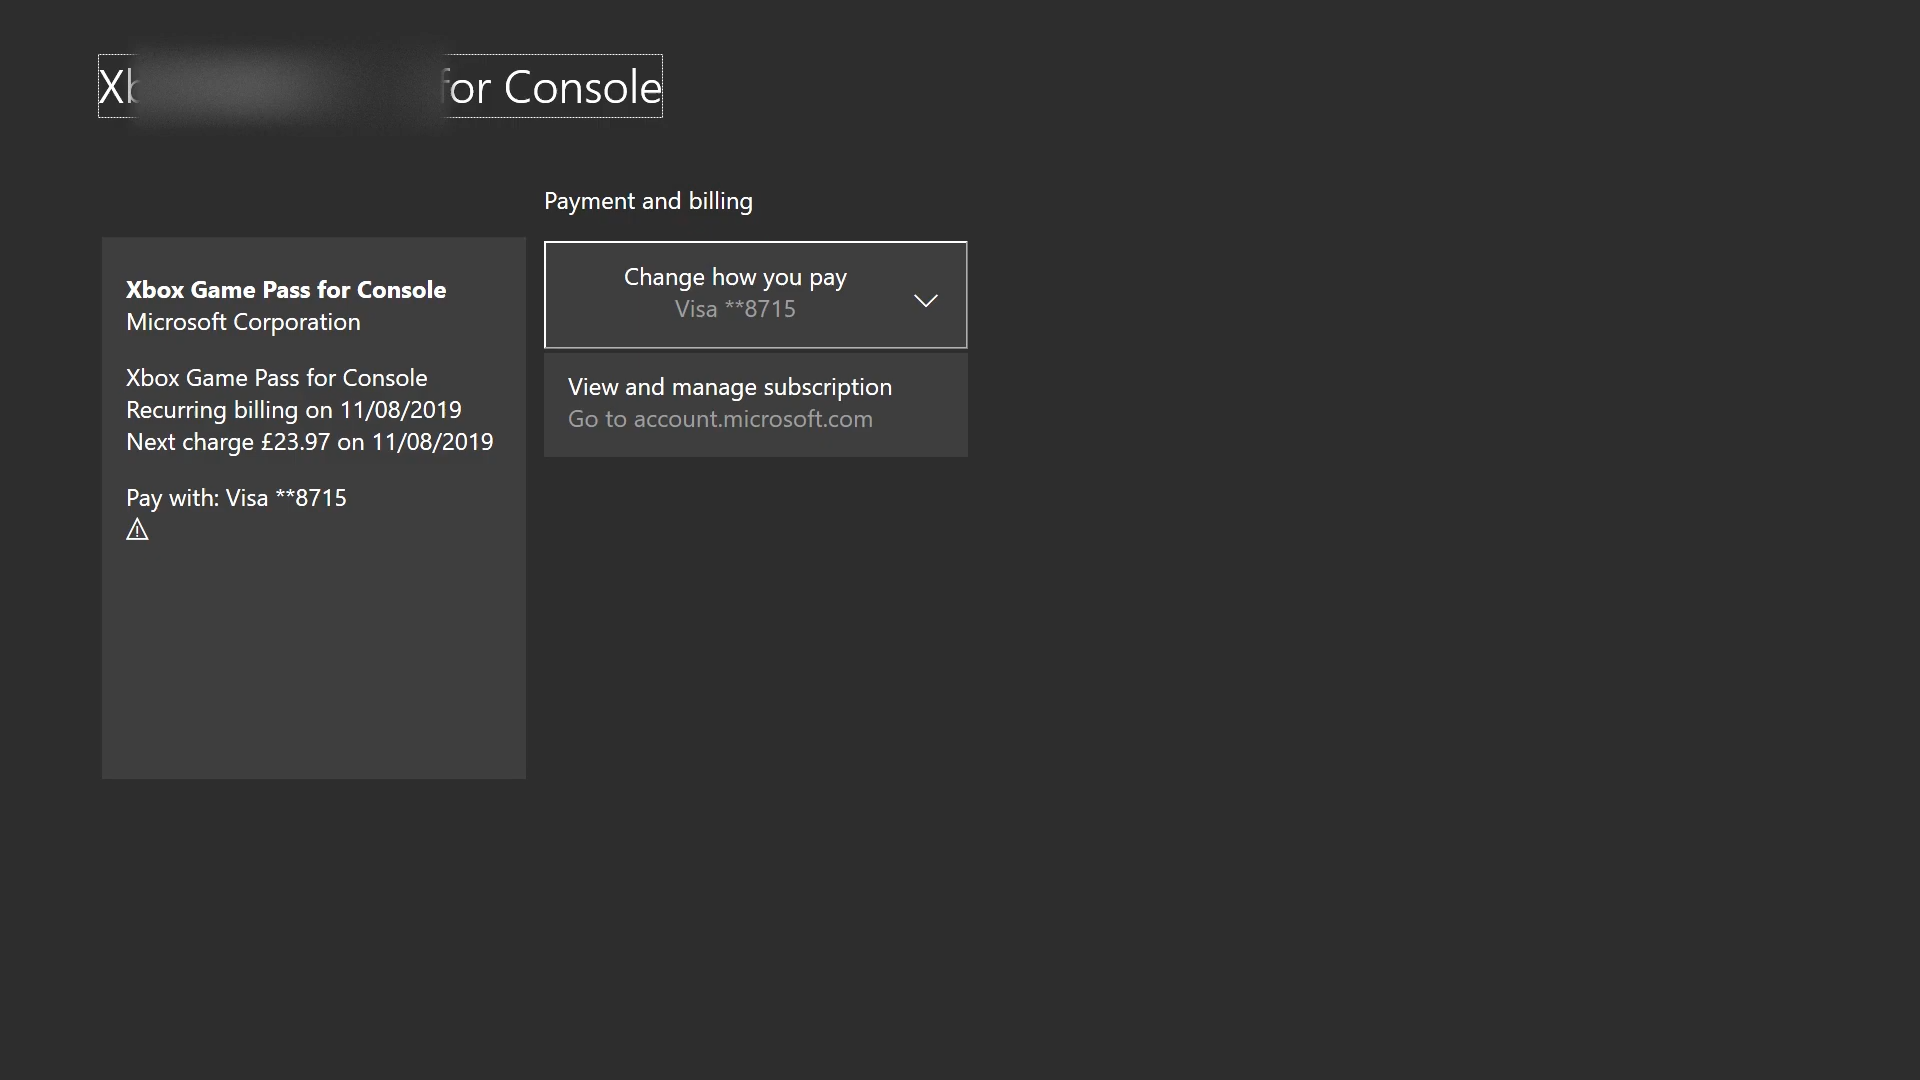 for Console
Payment and billing
Xbox Game Pass for Console
Microsoft Corporation
Xbox Game Pass for Console
Recurring billing on 11/08/2019
Next charge £23.97 on 11/08/2019
Pay with: Visa **8715
Change how you pay
Visa **8715
View and manage subscription
Go to account.microsoft.com